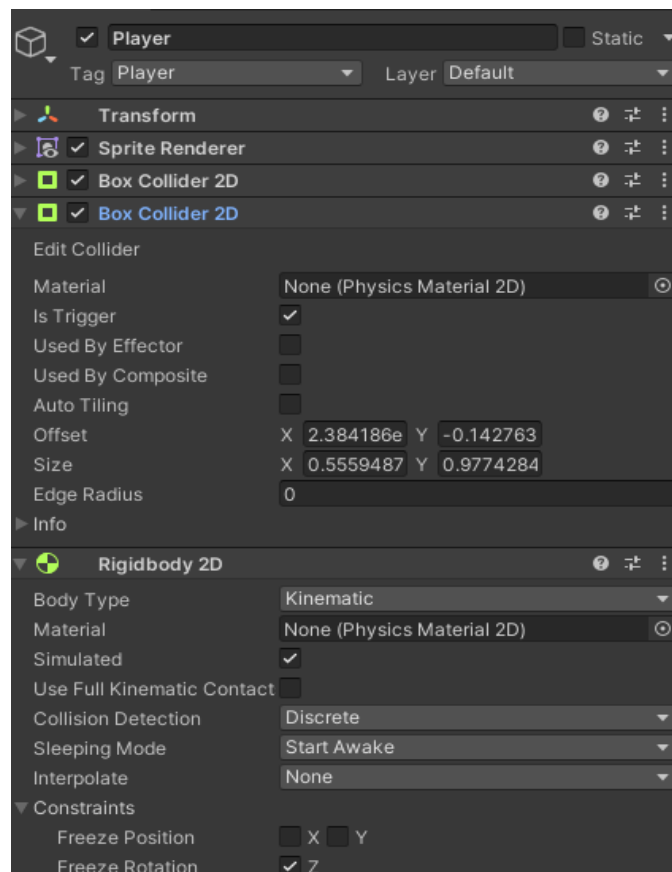 Player Static
Tag Player Layer Default
Transform
Sprite Renderer
Box Collider 2D
Box Collider 2D
Edit Collider
Material None (Physics Material 2D)
Is Trigger
Used By Effector
Used By Composite
Auto Tiling
Offset X 2.384186e Y -0.142763
Size X 0.5559487 Y 0.9774284
Edge Radius 0
Info
Rigidbody 2D
Body Type Kinematic
Material None (Physics Material 2D)
Simulated
Use Full Kinematic Contact
Collision Detection Discrete
Sleeping Mode Start Awake
Interpolate None
Constraints
Freeze Position X Y
Freeze Rotation Z